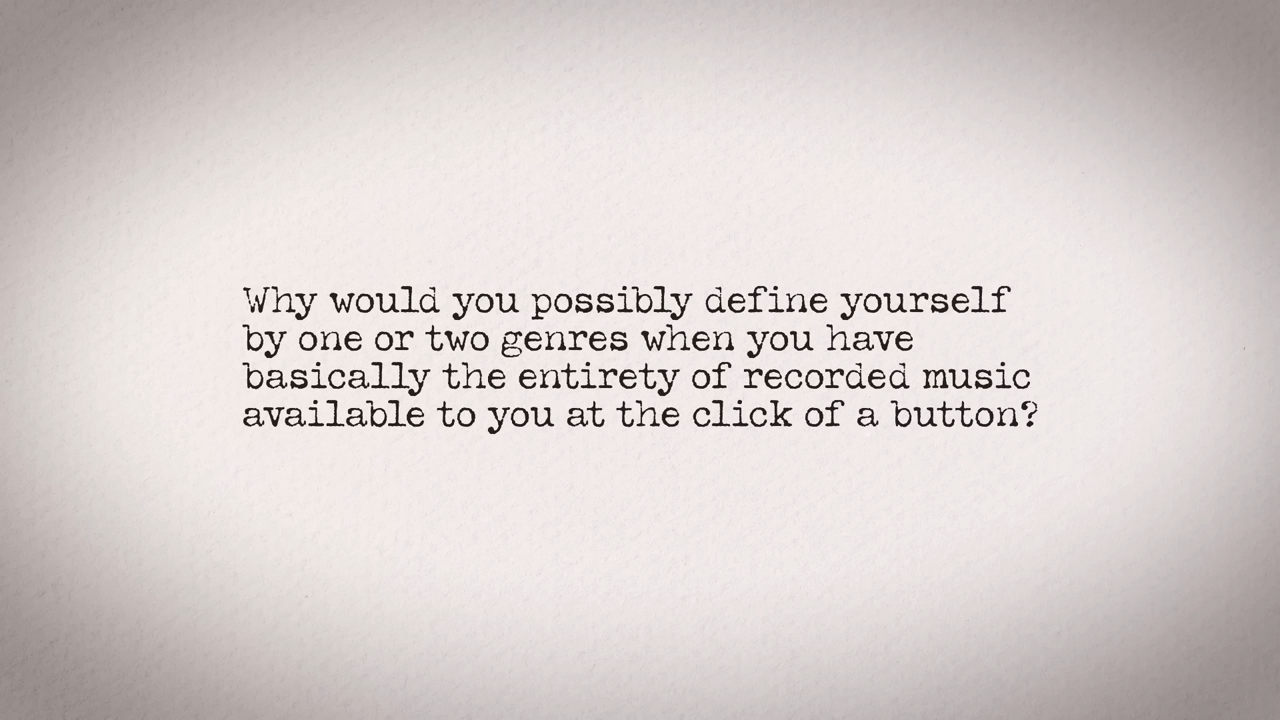 Why would you possibly define yourself
by one or two genres when you have
basically the entirety of recorded music
available to you at the click of a button?